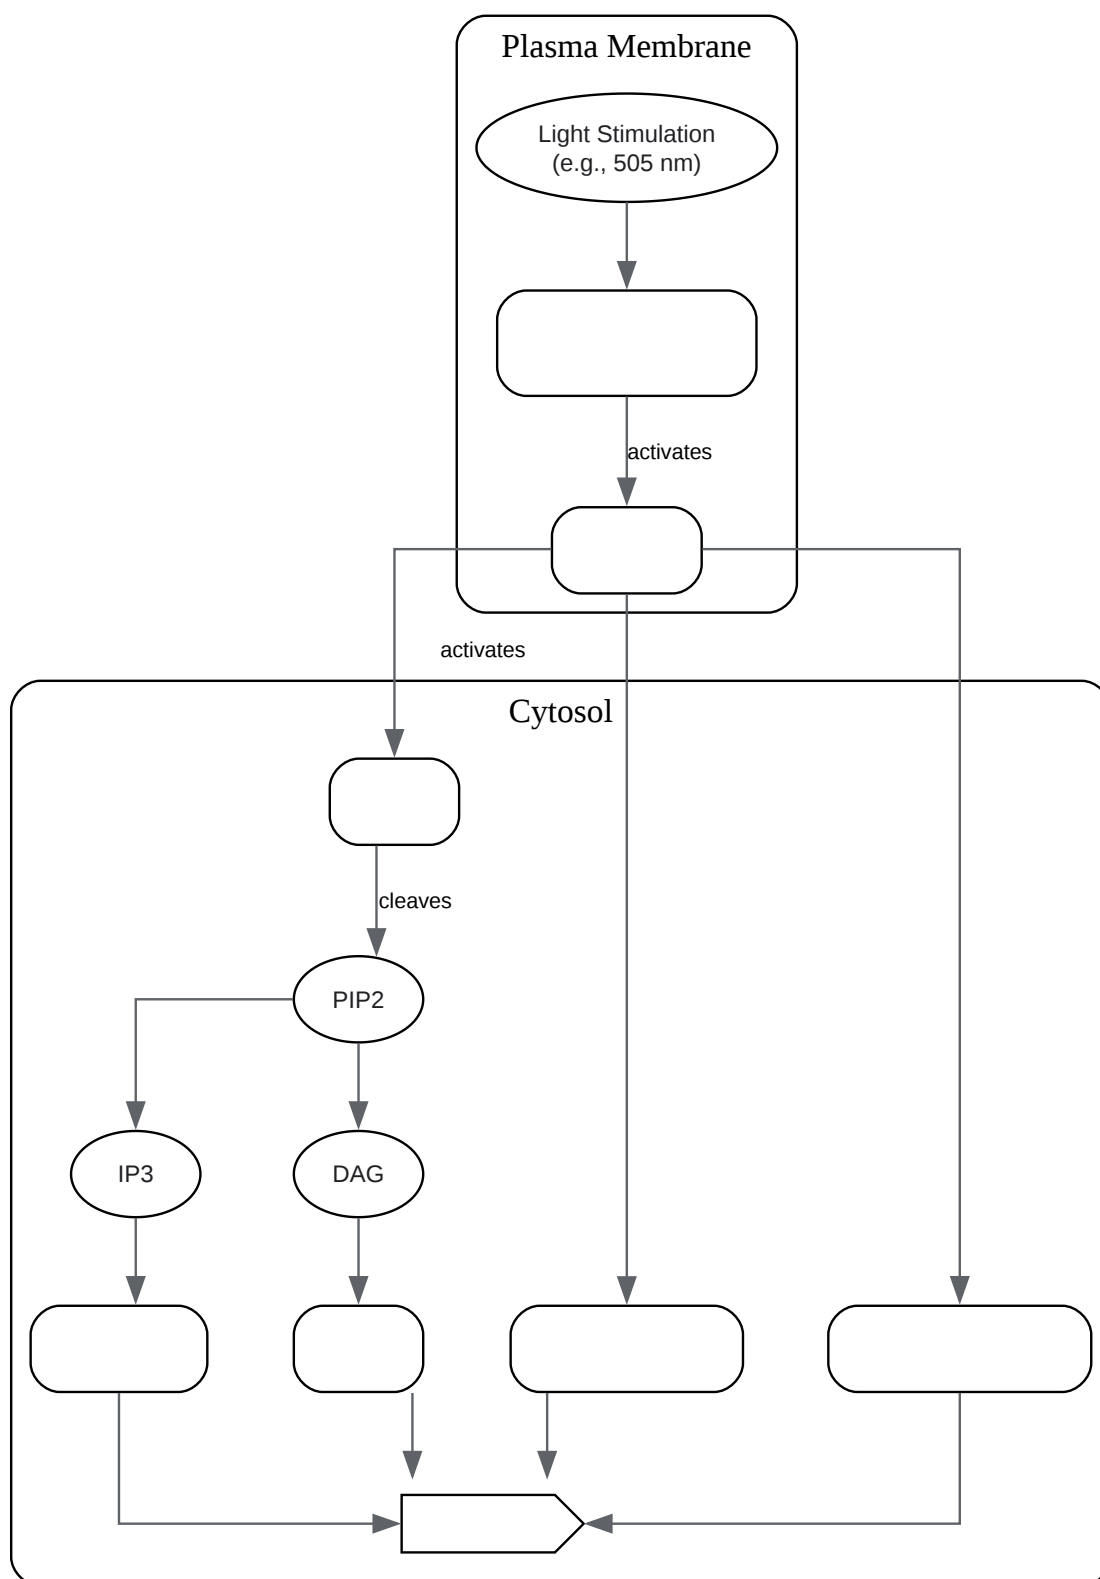 Plasma Membrane
Light Stimulation
(e.g., 505 nm)
activates
activates
Cytosol
cleaves
PIP2
IP3
DAG